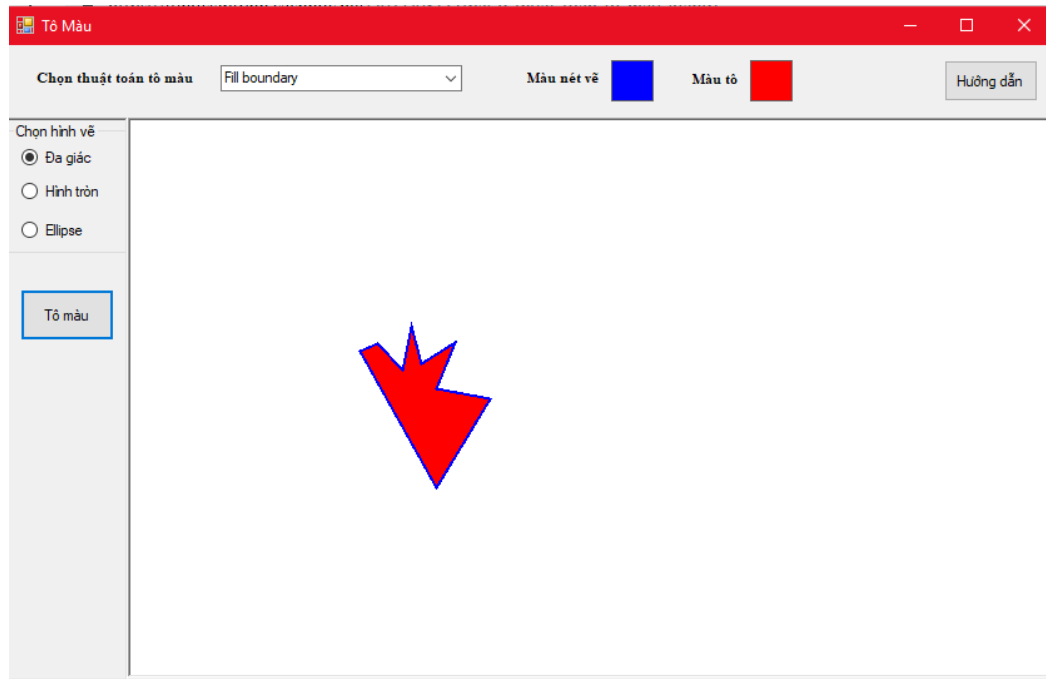 Tô Màu
Chọn thuật toán tô màu
Fill boundary
Màu nét vẽ
Màu tô
Hướng dẫn
Chọn hình vẽ
Đa giác
Hình tròn
Ellipse
Tô màu